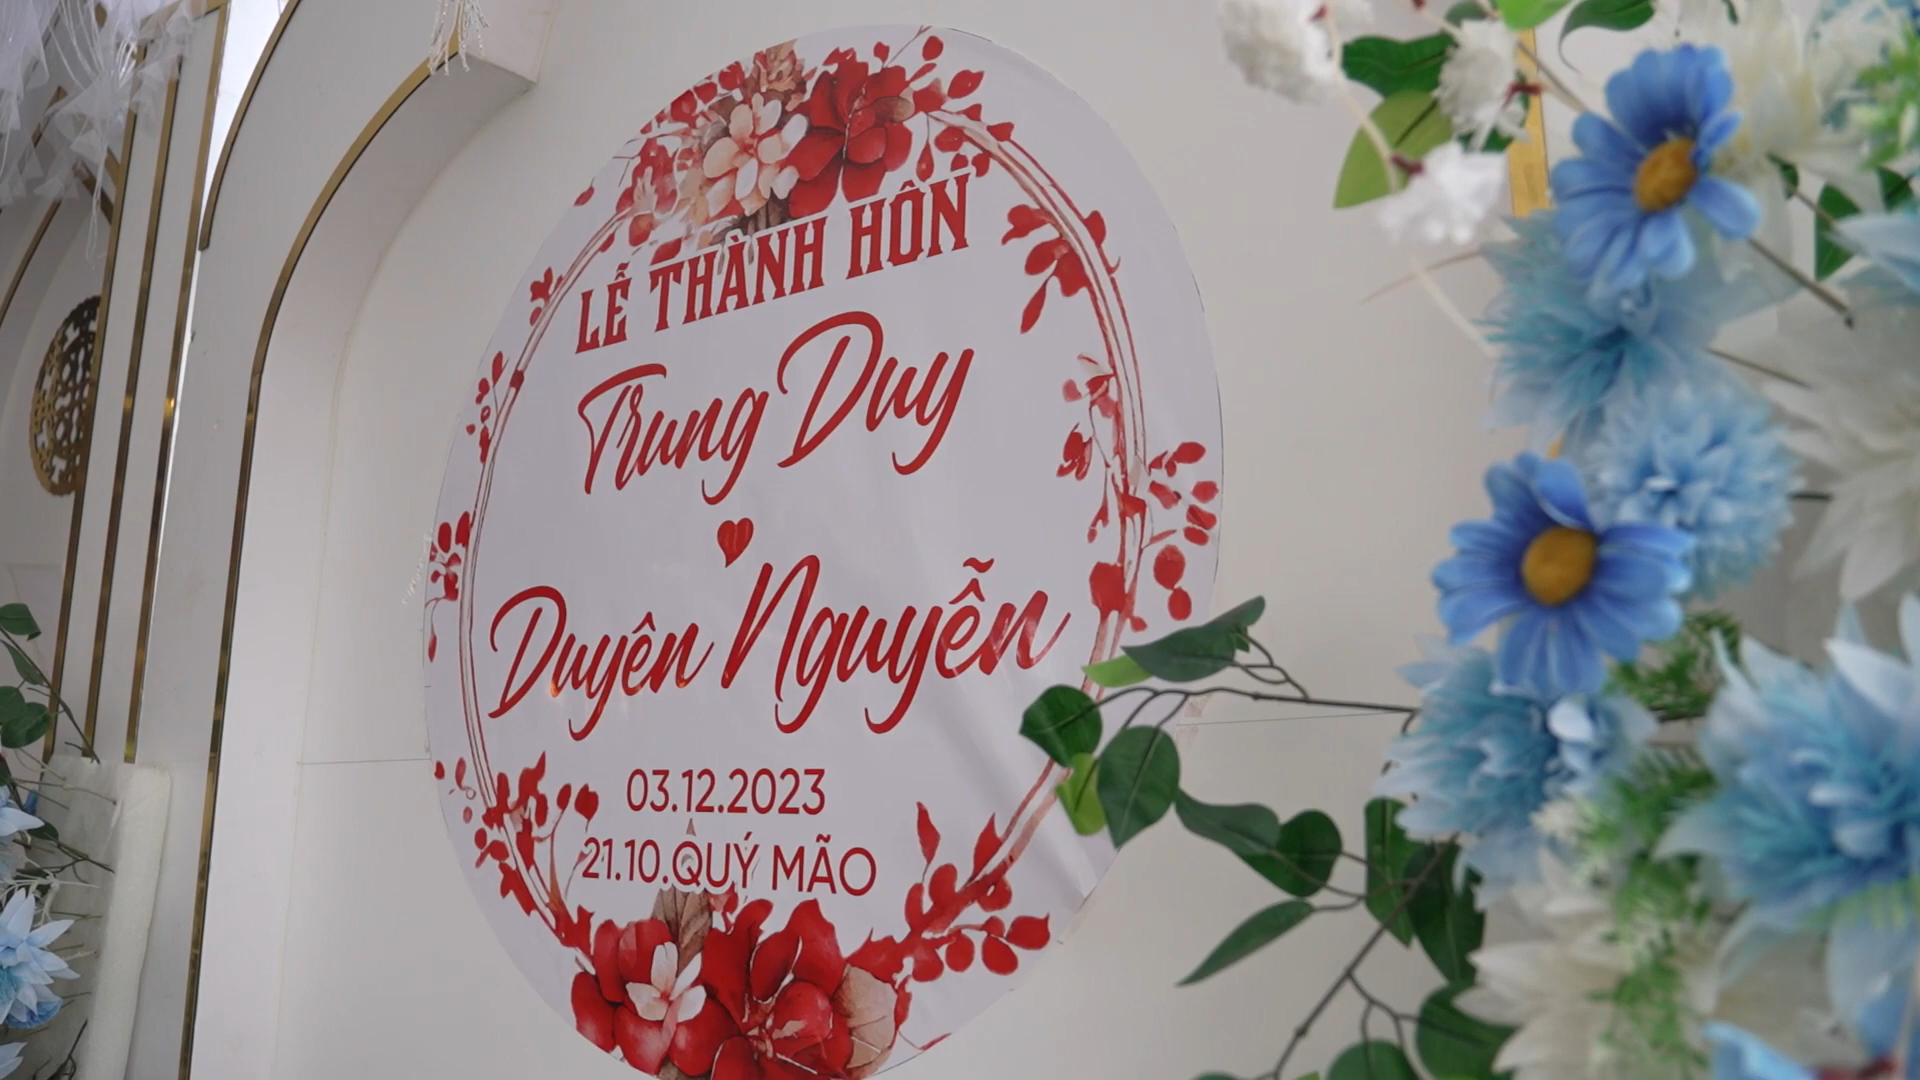 LỄ THÀNH HÔN
Trung Duy
Duyên Nguyễn
03.12.2023
21.10.QUÝ MÃO